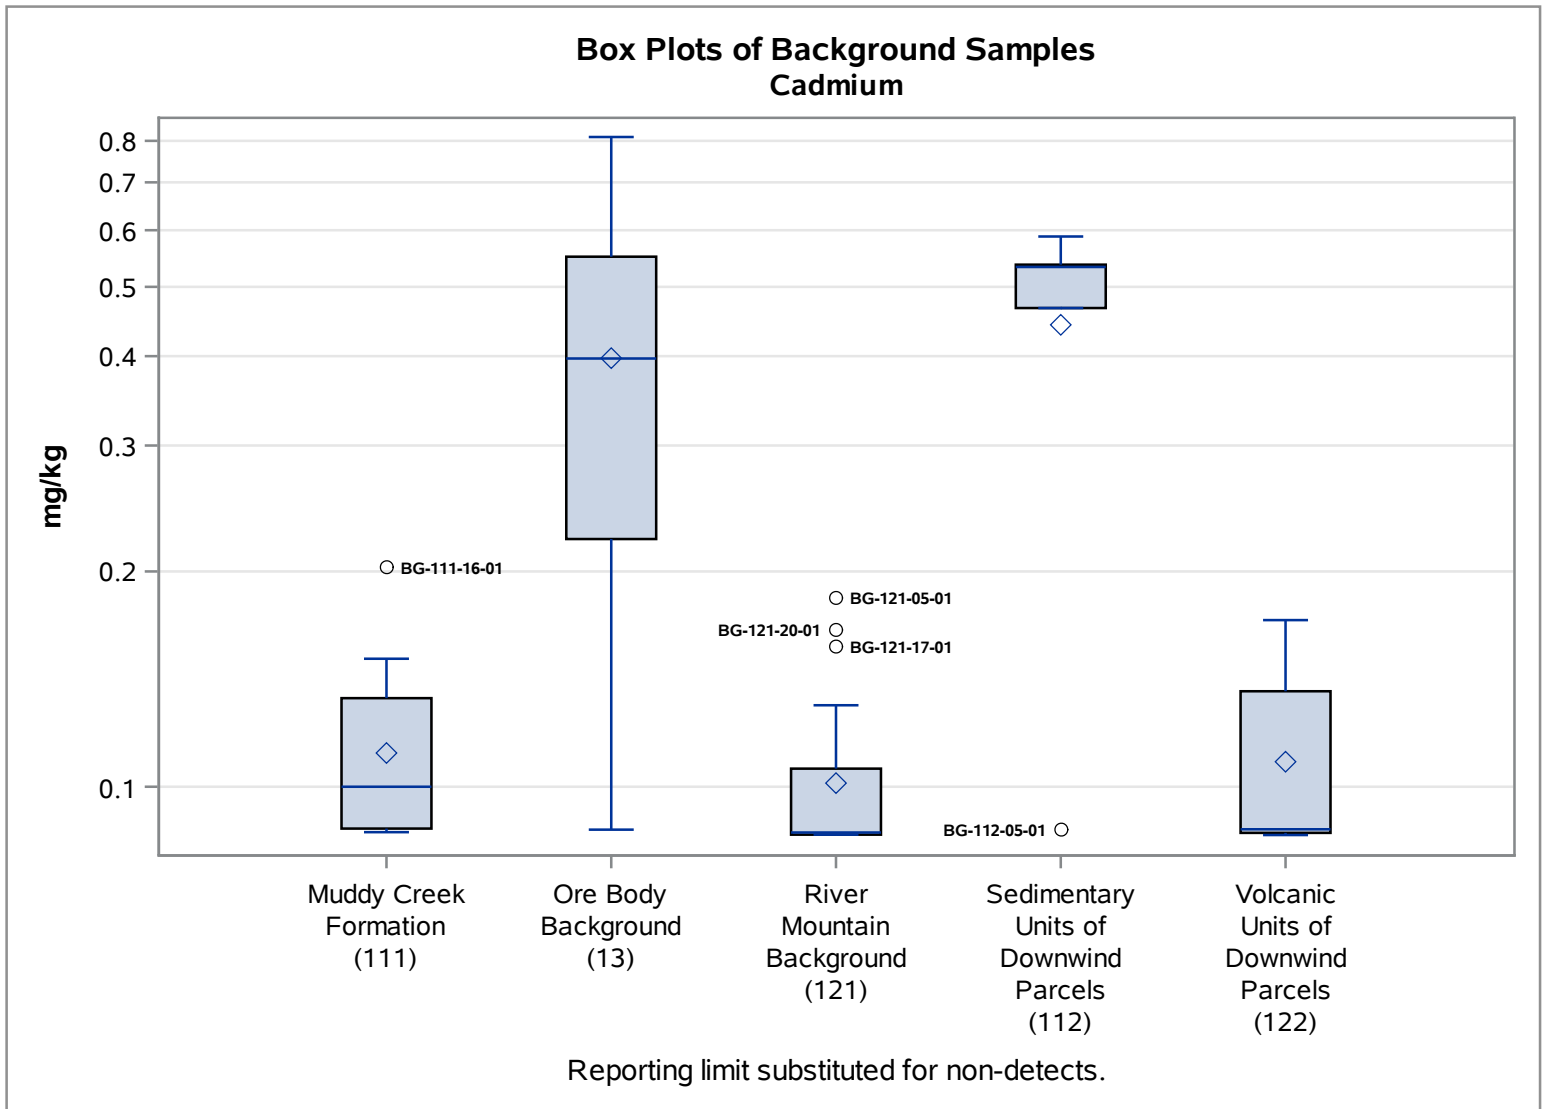 Box Plots of Background Samples
Cadmium
mg/kg
0.8
0.7
0.6
0.5
0.4
0.3
0.2
0.1
BG-111-16-01
BG-121-05-01
BG-121-20-01
BG-121-17-01
BG-112-05-01
Muddy Creek
Formation
(111)
Ore Body
Background
(13)
River
Mountain
Background
(121)
Sedimentary
Units of
Downwind
Parcels
(112)
Volcanic
Units of
Downwind
Parcels
(122)
Reporting limit substituted for non-detects.